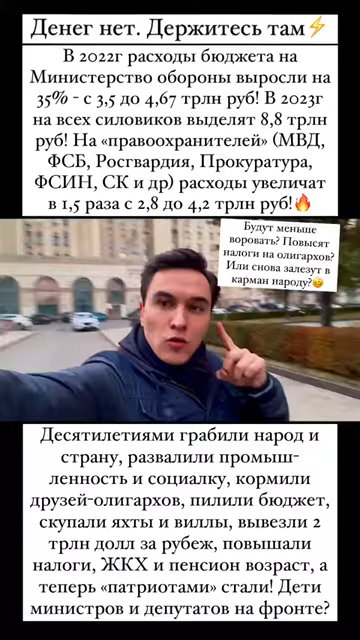 Денег нет. Держитесь там⚡
В 2022г расходы бюджета на
Министерство обороны выросли на
35% - с 3,5 до 4,67 трлн руб! В 2023г
на всех силовиков выделят 8,8 трлн
руб! На «правоохранителей» (МВД,
ФСБ, Росгвардия, Прокуратура,
ФСИН, СК и др) расходы увеличат
в 1,5 раза с 2,8 до 4,2 трлн руб!🔥
Будут меньше
воровать? Повысят
налоги на олигархов?
Или снова залезут в
карман народу?🤔
Десятилетиями грабили народ и
страну, развалили промыш-
ленность и социалку, кормили
друзей-олигархов, пилили бюджет,
скупали яхты и виллы, вывезли 2
трлн долл за рубеж, повышали
налоги, ЖКХ и пенсион возраст, а
теперь «патриотами» стали! Дети
министров и депутатов на фронте?